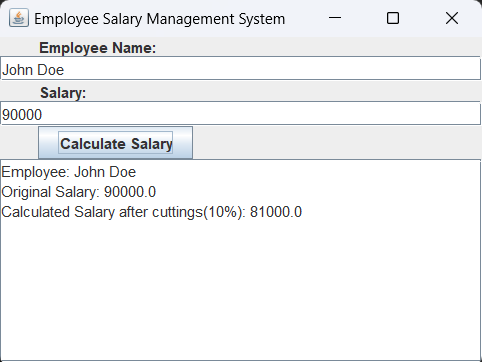 Employee Salary Management System
Employee Name:
John Doe
Salary:
90000
Calculate Salary
Employee: John Doe
Original Salary: 90000.0
Calculated Salary after cuttings(10%): 81000.0